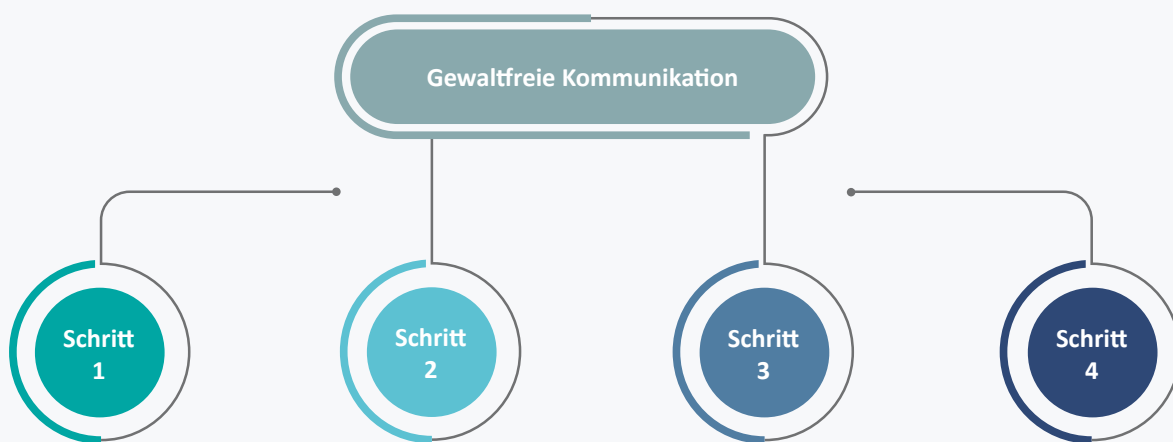 Gewaltfreie Kommunikation
Schritt
1
Schritt
2
Schritt
3
Schritt
4